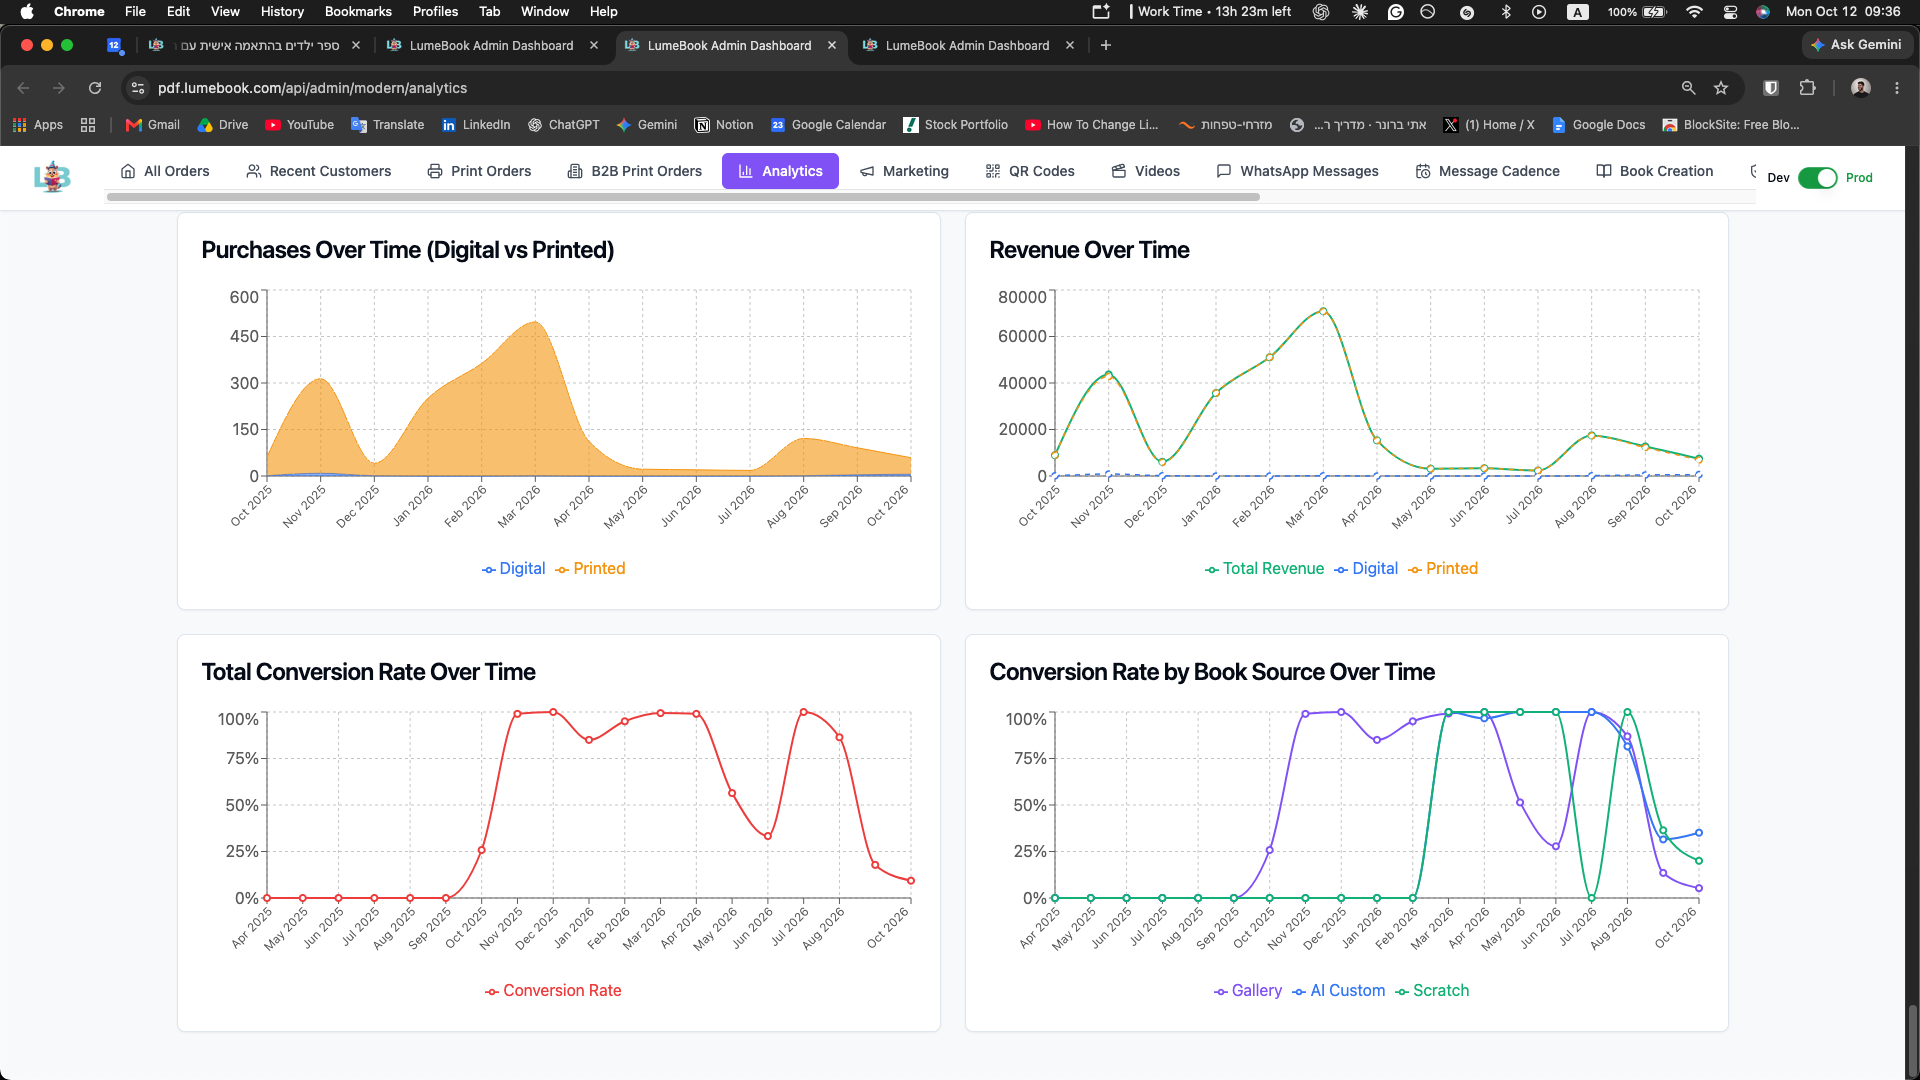 Chrome File Edit View History Bookmarks Profiles Tab Window Help Work Time • 13h 23m left A 100% Mon Oct 12 09:36
12 ספר ילדים בהתאמה אישית עם LumeBook Admin Dashboard LumeBook Admin Dashboard LumeBook Admin Dashboard Ask Gemini
pdf.lumebook.com/api/admin/modern/analytics
Apps Gmail Drive YouTube Translate LinkedIn ChatGPT Gemini Notion 23 Google Calendar Stock Portfolio How To Change Li... מזרחי-טפחות אתי ברונר · מדריך ר... (1) Home / X Google Docs BlockSite: Free Blo...
LB All Orders Recent Customers Print Orders B2B Print Orders Analytics Marketing QR Codes Videos WhatsApp Messages Message Cadence Book Creation Dev Prod
Purchases Over Time (Digital vs Printed)
600
450
300
150
0
Oct 2025 Nov 2025 Dec 2025 Jan 2026 Feb 2026 Mar 2026 Apr 2026 May 2026 Jun 2026 Jul 2026 Aug 2026 Sep 2026 Oct 2026
Digital Printed
Revenue Over Time
80000
60000
40000
20000
0
Oct 2025 Nov 2025 Dec 2025 Jan 2026 Feb 2026 Mar 2026 Apr 2026 May 2026 Jun 2026 Jul 2026 Aug 2026 Sep 2026 Oct 2026
Total Revenue Digital Printed
Total Conversion Rate Over Time
100%
75%
50%
25%
0%
Apr 2025 May 2025 Jun 2025 Jul 2025 Aug 2025 Sep 2025 Oct 2025 Nov 2025 Dec 2025 Jan 2026 Feb 2026 Mar 2026 Apr 2026 May 2026 Jun 2026 Jul 2026 Aug 2026 Oct 2026
Conversion Rate
Conversion Rate by Book Source Over Time
100%
75%
50%
25%
0%
Apr 2025 May 2025 Jun 2025 Jul 2025 Aug 2025 Sep 2025 Oct 2025 Nov 2025 Dec 2025 Jan 2026 Feb 2026 Mar 2026 Apr 2026 May 2026 Jun 2026 Jul 2026 Aug 2026 Oct 2026
Gallery AI Custom Scratch